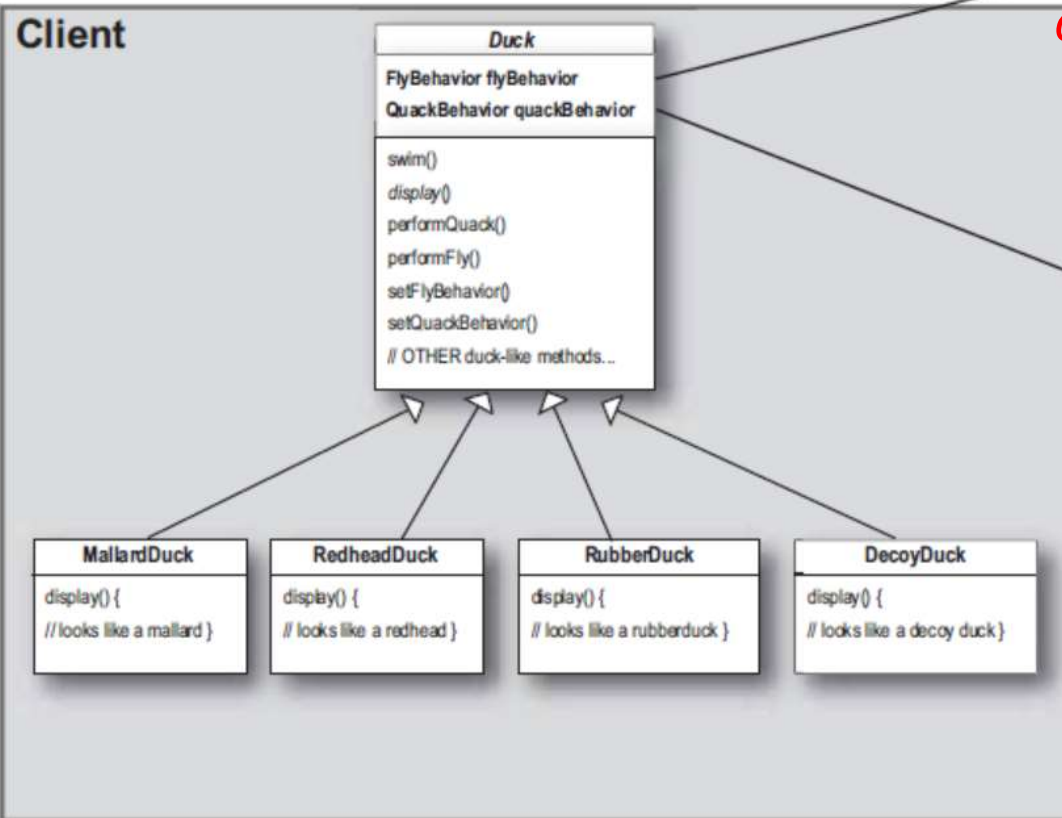 Client
Duck
FlyBehavior flyBehavior
QuackBehavior quackBehavior
swim()
display()
performQuack()
performFly()
setFlyBehavior()
setQuackBehavior()
// OTHER duck-like methods...
MallardDuck
display() {
// looks like a mallard }
RedheadDuck
display() {
// looks like a redhead }
RubberDuck
display() {
// looks like a rubberduck }
DecoyDuck
display() {
// looks like a decoy duck }